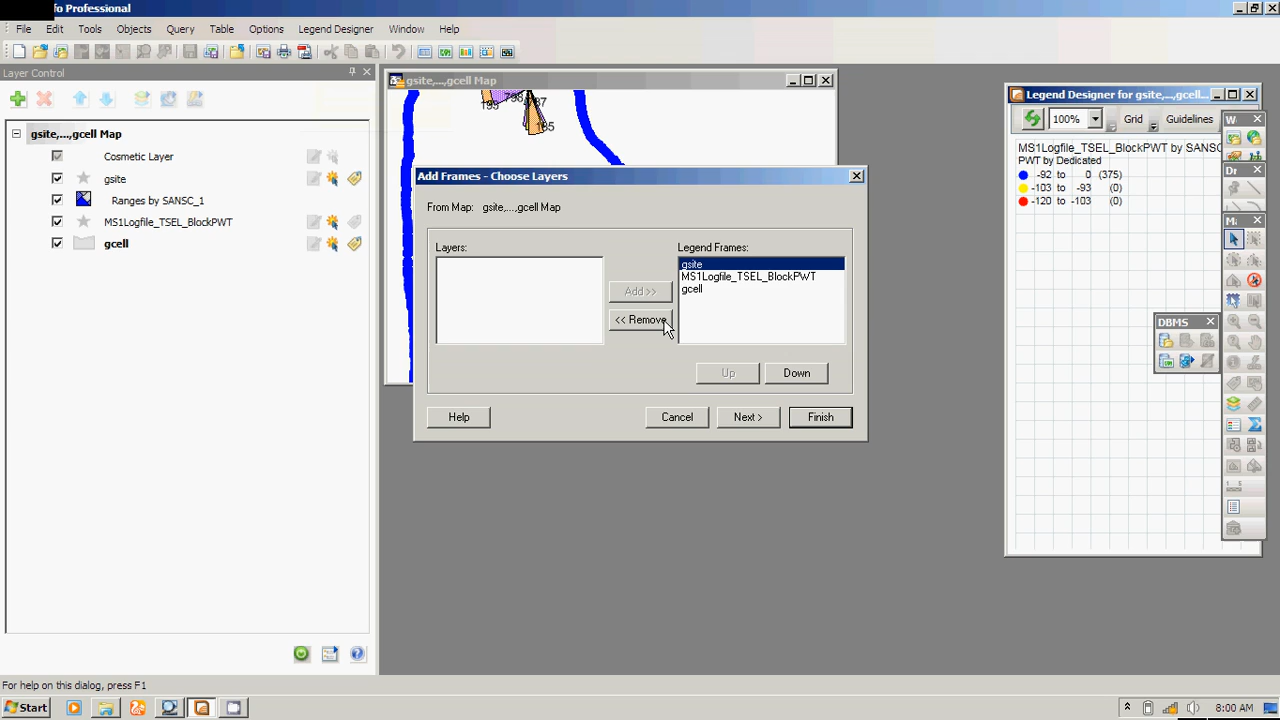 fo Professional
File Edit Tools Objects Query Table Options Legend Designer Window Help
Layer Control
gsite,...,gcell Map
Cosmetic Layer
gsite
Ranges by SANSC_1
MS1Logfile_TSEL_BlockPWT
gcell
gsite,...,gcell Map
185
Add Frames - Choose Layers
From Map: gsite,...,gcell Map
Layers:
Legend Frames:
gsite
MS1Logfile_TSEL_BlockPWT
gcell
Add >>
<< Remove
Up
Down
Help
Cancel
Next >
Finish
Legend Designer for gsite,...,gcell...
100% Grid Guidelines
MS1Logfile_TSEL_BlockPWT by SANSC
PWT by Dedicated
-92 to 0 (375)
-103 to -93 (0)
-120 to -103 (0)
W
Dr
M
DBMS
For help on this dialog, press F1
Start
8:00 AM